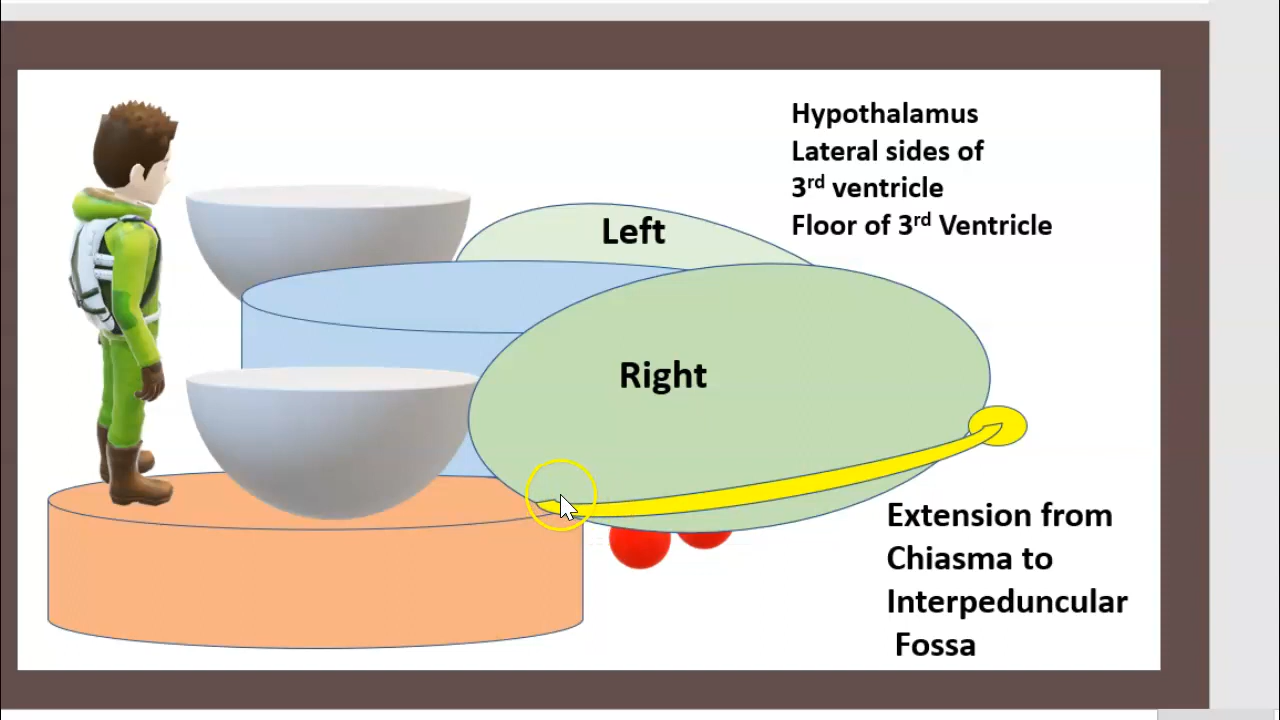 Hypothalamus
Lateral sides of
3rd ventricle
Floor of 3rd Ventricle
Left
Right
Extension from
Chiasma to
Interpeduncular
Fossa